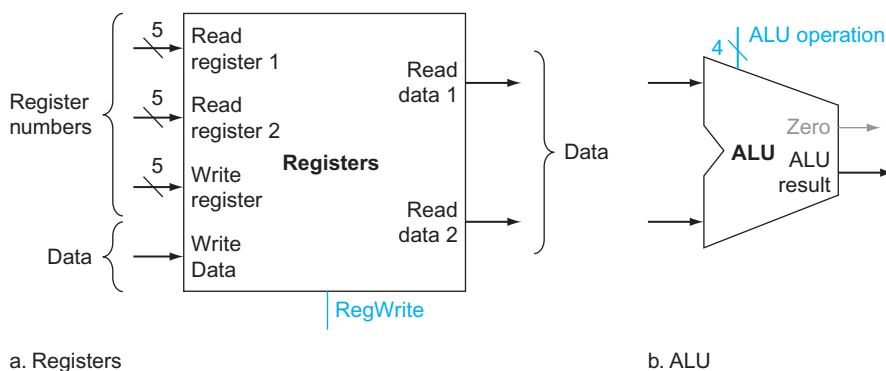 Register
numbers
Data
5
Read
register 1
5
Read
register 2
5
Write
register
Write
Data
Registers
Read
data 1
Read
data 2
RegWrite
Data
a. Registers
4
ALU operation
Zero
ALU
ALU
result
b. ALU